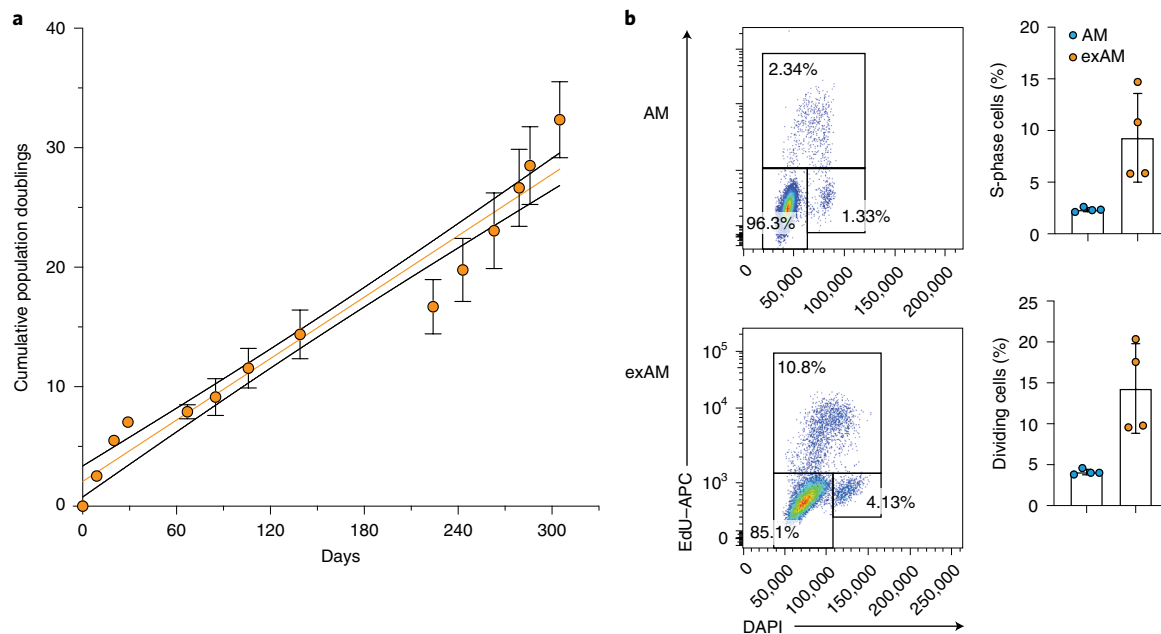 a
Cumulative population doublings
40
30
20
10
0
0 60 120 180 240 300
Days
b
AM
2.34%
96.3%
1.33%
0 50,000 100,000 150,000 200,000
exAM
10.8%
85.1%
4.13%
EdU–APC
10⁵
10⁴
10³
0
0 50,000 100,000 150,000 200,000 250,000
DAPI
S-phase cells (%)
20
15
10
5
0
AM
exAM
Dividing cells (%)
25
20
15
10
5
0